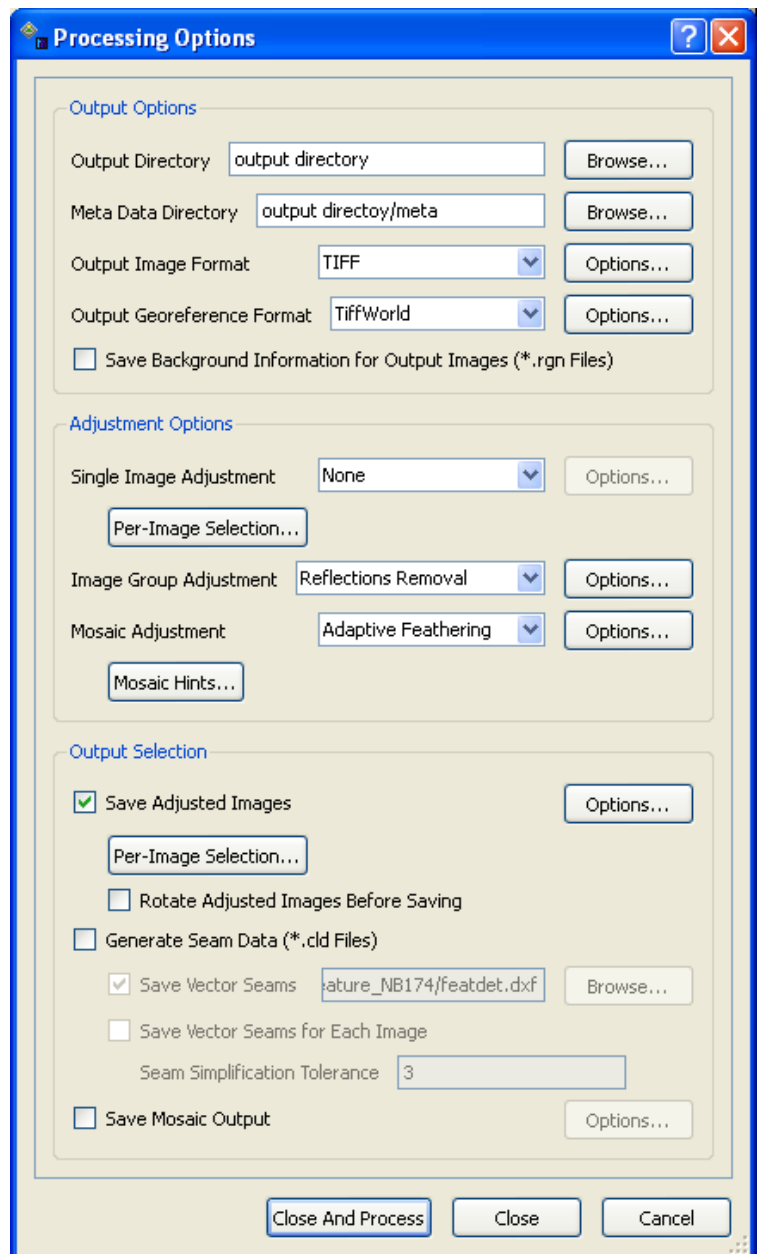 Processing Options
Output Options
Output Directory output directory Browse...
Meta Data Directory output directoy/meta Browse...
Output Image Format TIFF Options...
Output Georeference Format TiffWorld Options...
Save Background Information for Output Images (*.rgn Files)
Adjustment Options
Single Image Adjustment None Options...
Per-Image Selection...
Image Group Adjustment Reflections Removal Options...
Mosaic Adjustment Adaptive Feathering Options...
Mosaic Hints...
Output Selection
Save Adjusted Images Options...
Per-Image Selection...
Rotate Adjusted Images Before Saving
Generate Seam Data (*.cld Files)
Save Vector Seams eature_NB174/featdet.dxf Browse...
Save Vector Seams for Each Image
Seam Simplification Tolerance 3
Save Mosaic Output Options...
Close And Process Close Cancel